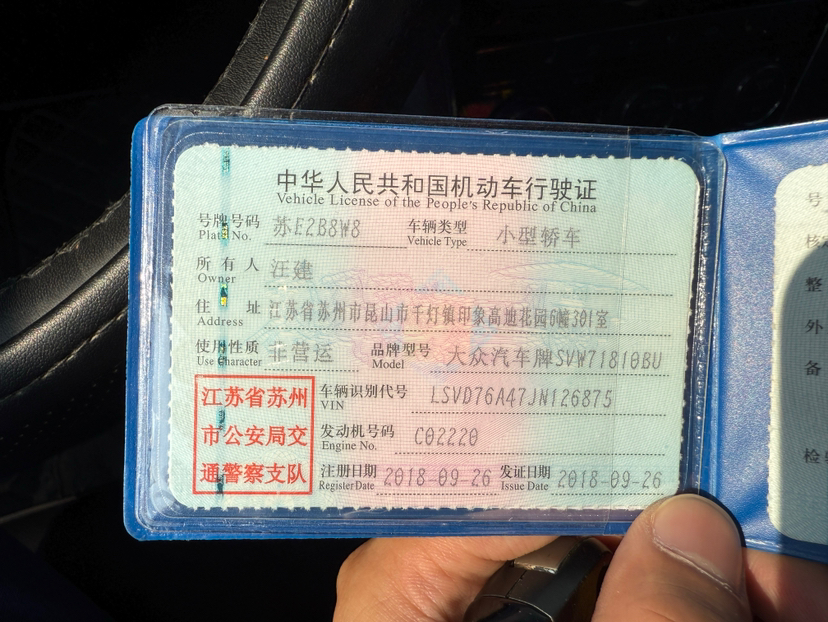 中华人民共和国机动车行驶证
Vehicle License of the People's Republic of China
号牌号码 苏E2B8W8 车辆类型 小型轿车
Plate No. Vehicle Type
所有人 汪建
Owner
住址 江苏省苏州市昆山市千灯镇印象高迪花园6幢301室
Address
使用性质 非营运 品牌型号 大众汽车牌SVW71810BU
Use Character Model
江苏省苏州
市公安局交
通警察支队
车辆识别代号 LSVD76A47JN126875
VIN
发动机号码 C02220
Engine No.
注册日期 2018-09-26 发证日期 2018-09-26
Register Date Issue Date
号
核
整
外
备
检